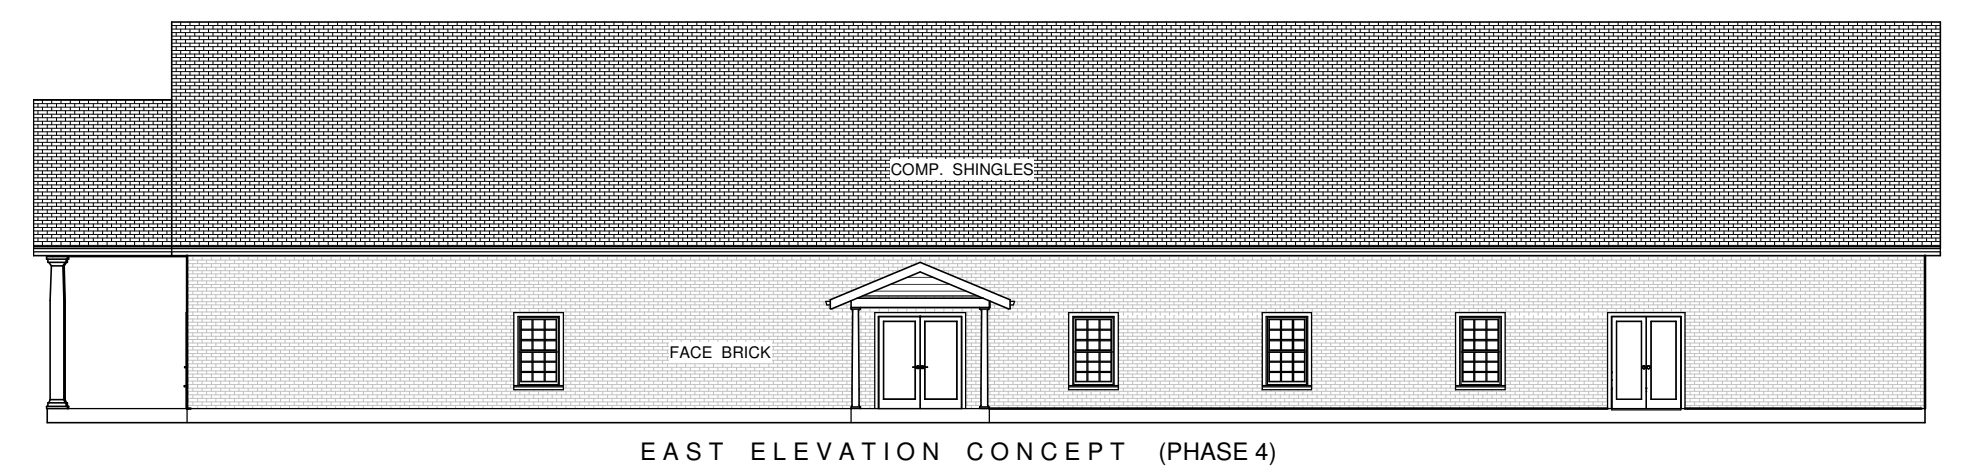 COMP. SHINGLES
FACE BRICK
EAST ELEVATION CONCEPT (PHASE 4)